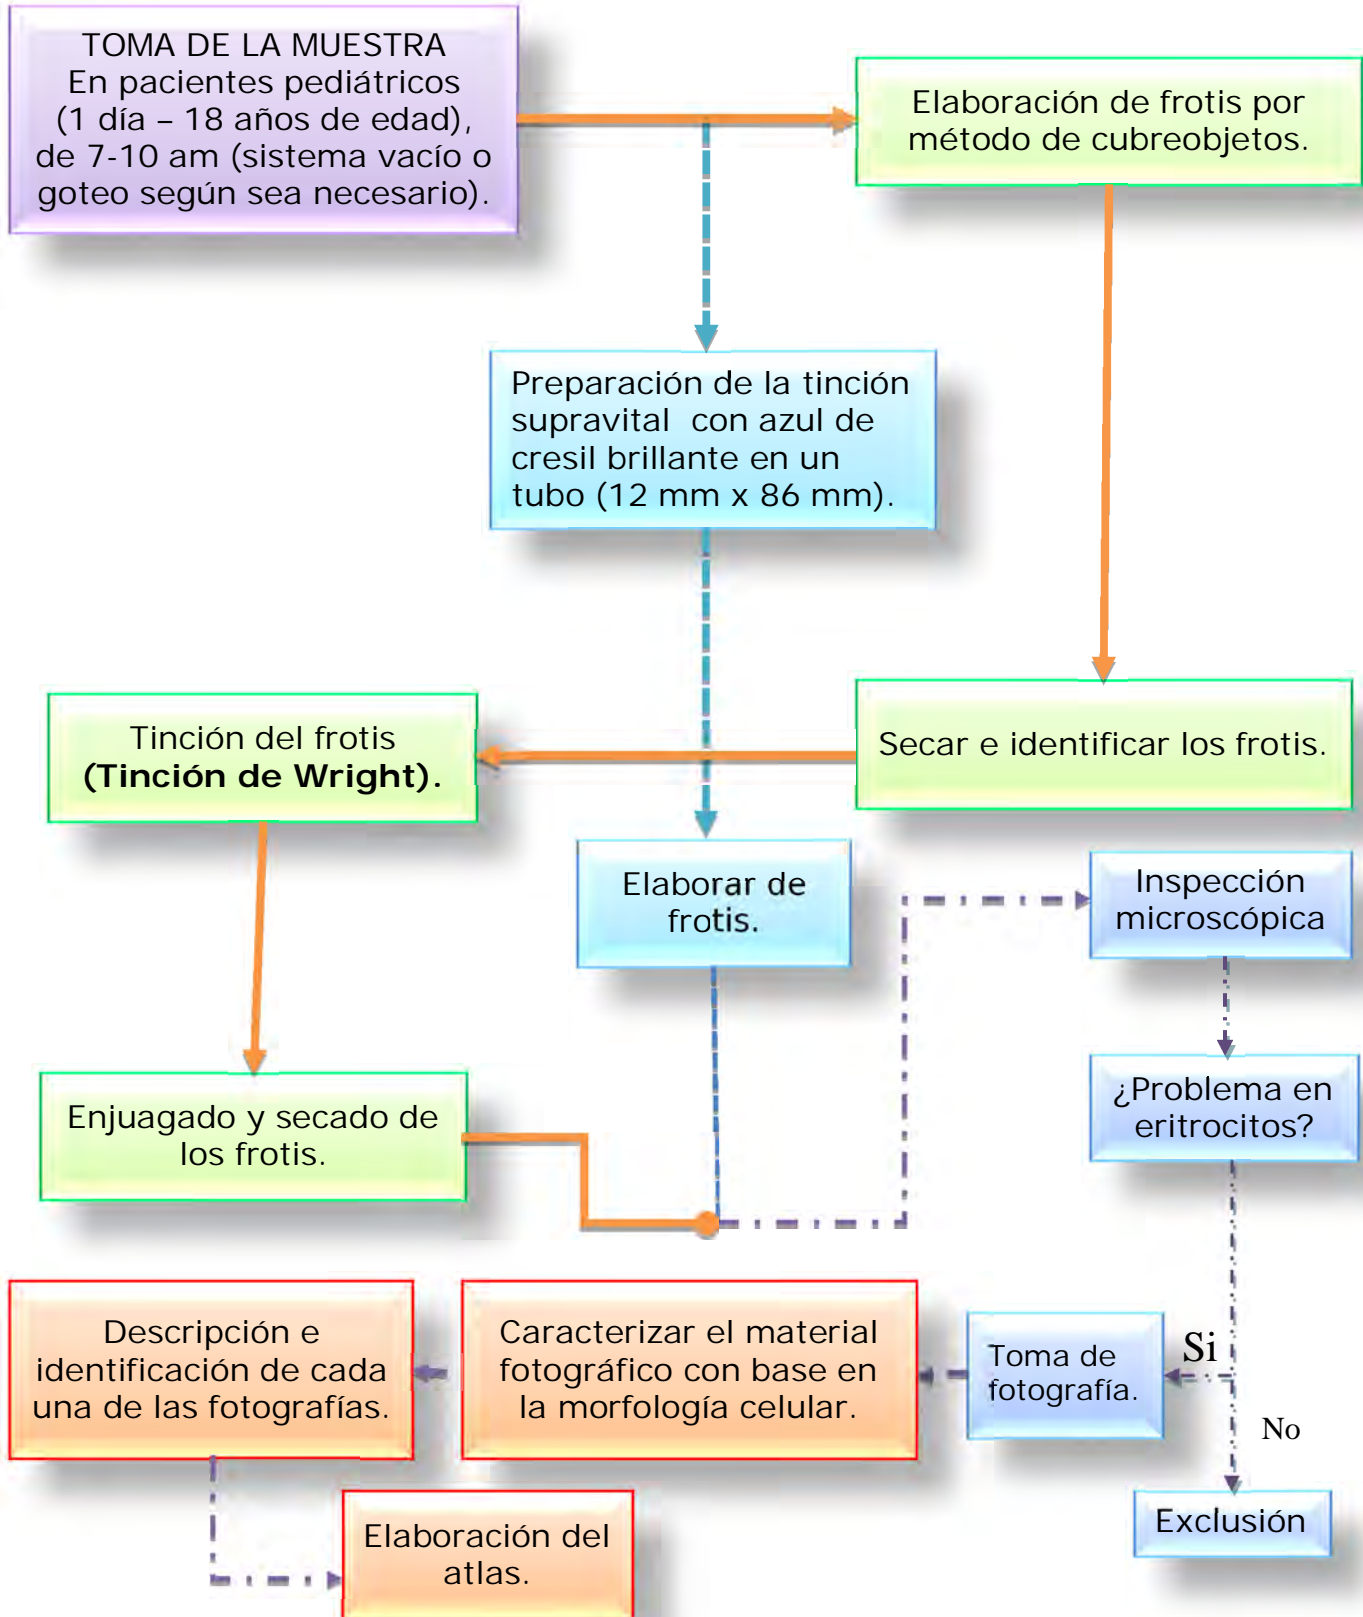 TOMA DE LA MUESTRA
En pacientes pediátricos
(1 día – 18 años de edad),
de 7-10 am (sistema vacío o
goteo según sea necesario).
Elaboración de frotis por
método de cubreobjetos.
Preparación de la tinción
supravital con azul de
cresil brillante en un
tubo (12 mm x 86 mm).
Tinción del frotis
(Tinción de Wright).
Secar e identificar los frotis.
Elaborar de
frotis.
Inspección
microscópica
Enjuagado y secado de
los frotis.
¿Problema en
eritrocitos?
Descripción e
identificación de cada
una de las fotografías.
Caracterizar el material
fotográfico con base en
la morfología celular.
Toma de
fotografía.
Si
No
Elaboración del
atlas.
Exclusión